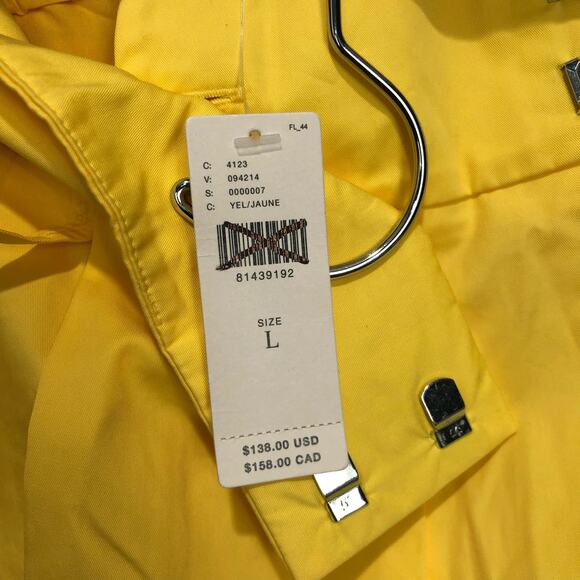 FL_44
C: 4123
V: 094214
S: 0000007
C: YEL/JAUNE
81439192
SIZE
L
$138.00 USD
$158.00 CAD